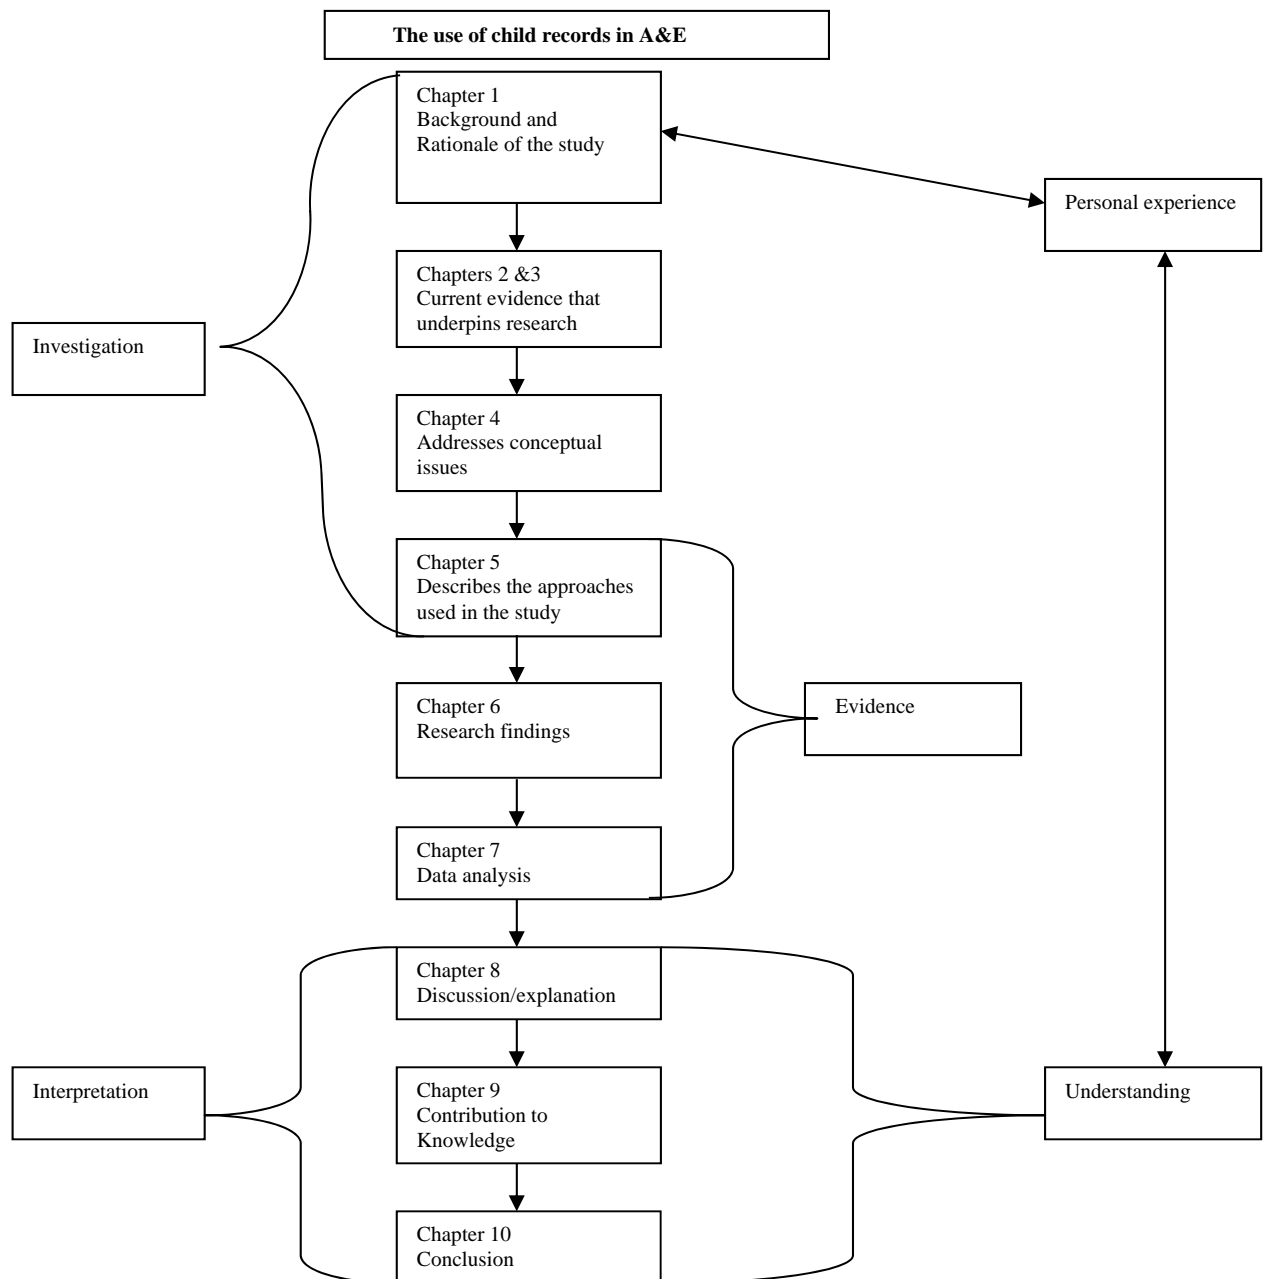 The use of child records in A&E
Chapter 1
Background and
Rationale of the study
Personal experience
Chapters 2 &3
Current evidence that
underpins research
Investigation
Chapter 4
Addresses conceptual
issues
Chapter 5
Describes the approaches
used in the study
Chapter 6
Research findings
Evidence
Chapter 7
Data analysis
Chapter 8
Discussion/explanation
Interpretation
Chapter 9
Contribution to
Knowledge
Understanding
Chapter 10
Conclusion